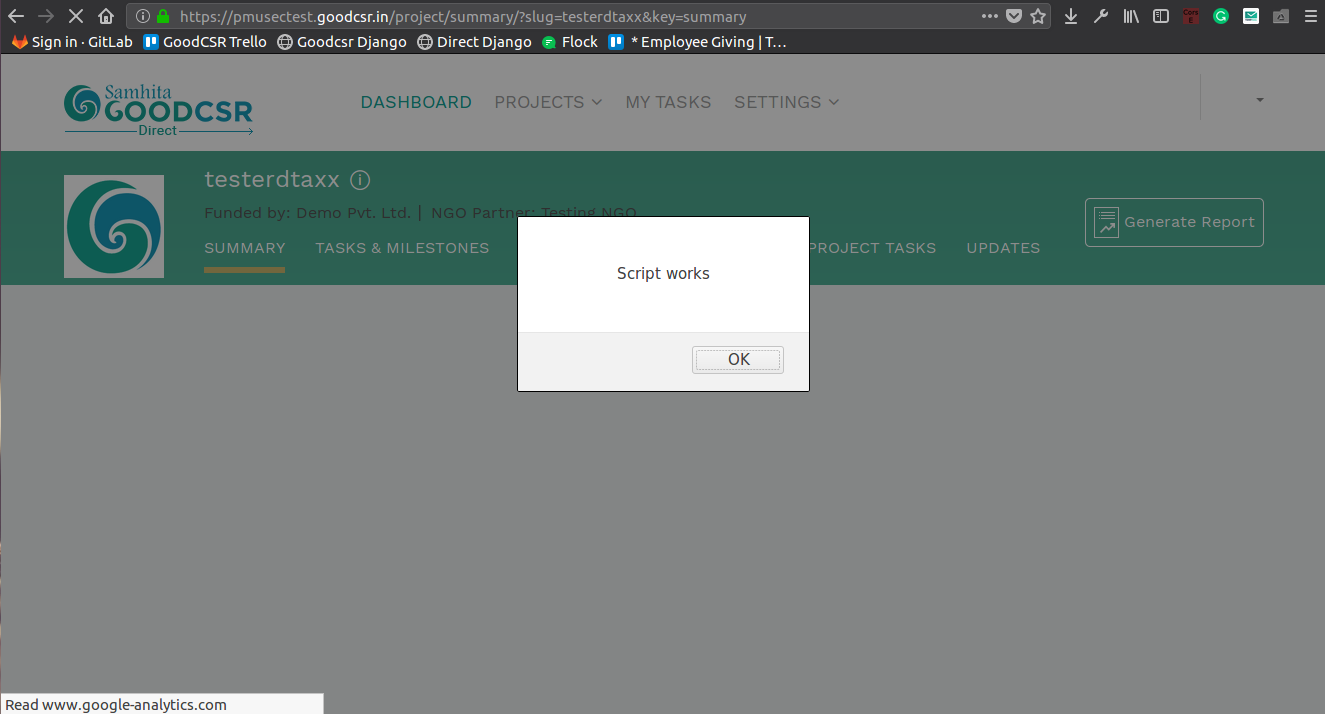 https://pmusectest.goodcsr.in/project/summary/?slug=testerdtaxx&key=summary
Cors E
Sign in · GitLab GoodCSR Trello Goodcsr Django Direct Django Flock * Employee Giving | T…
Samhita
GOODCSR
Direct
DASHBOARD PROJECTS MY TASKS SETTINGS
testerdtaxx
Funded by: Demo Pvt. Ltd. | NGO Partner: Testing NGO
SUMMARY TASKS & MILESTONES PROJECT TASKS UPDATES
Generate Report
Script works
OK
Read www.google-analytics.com